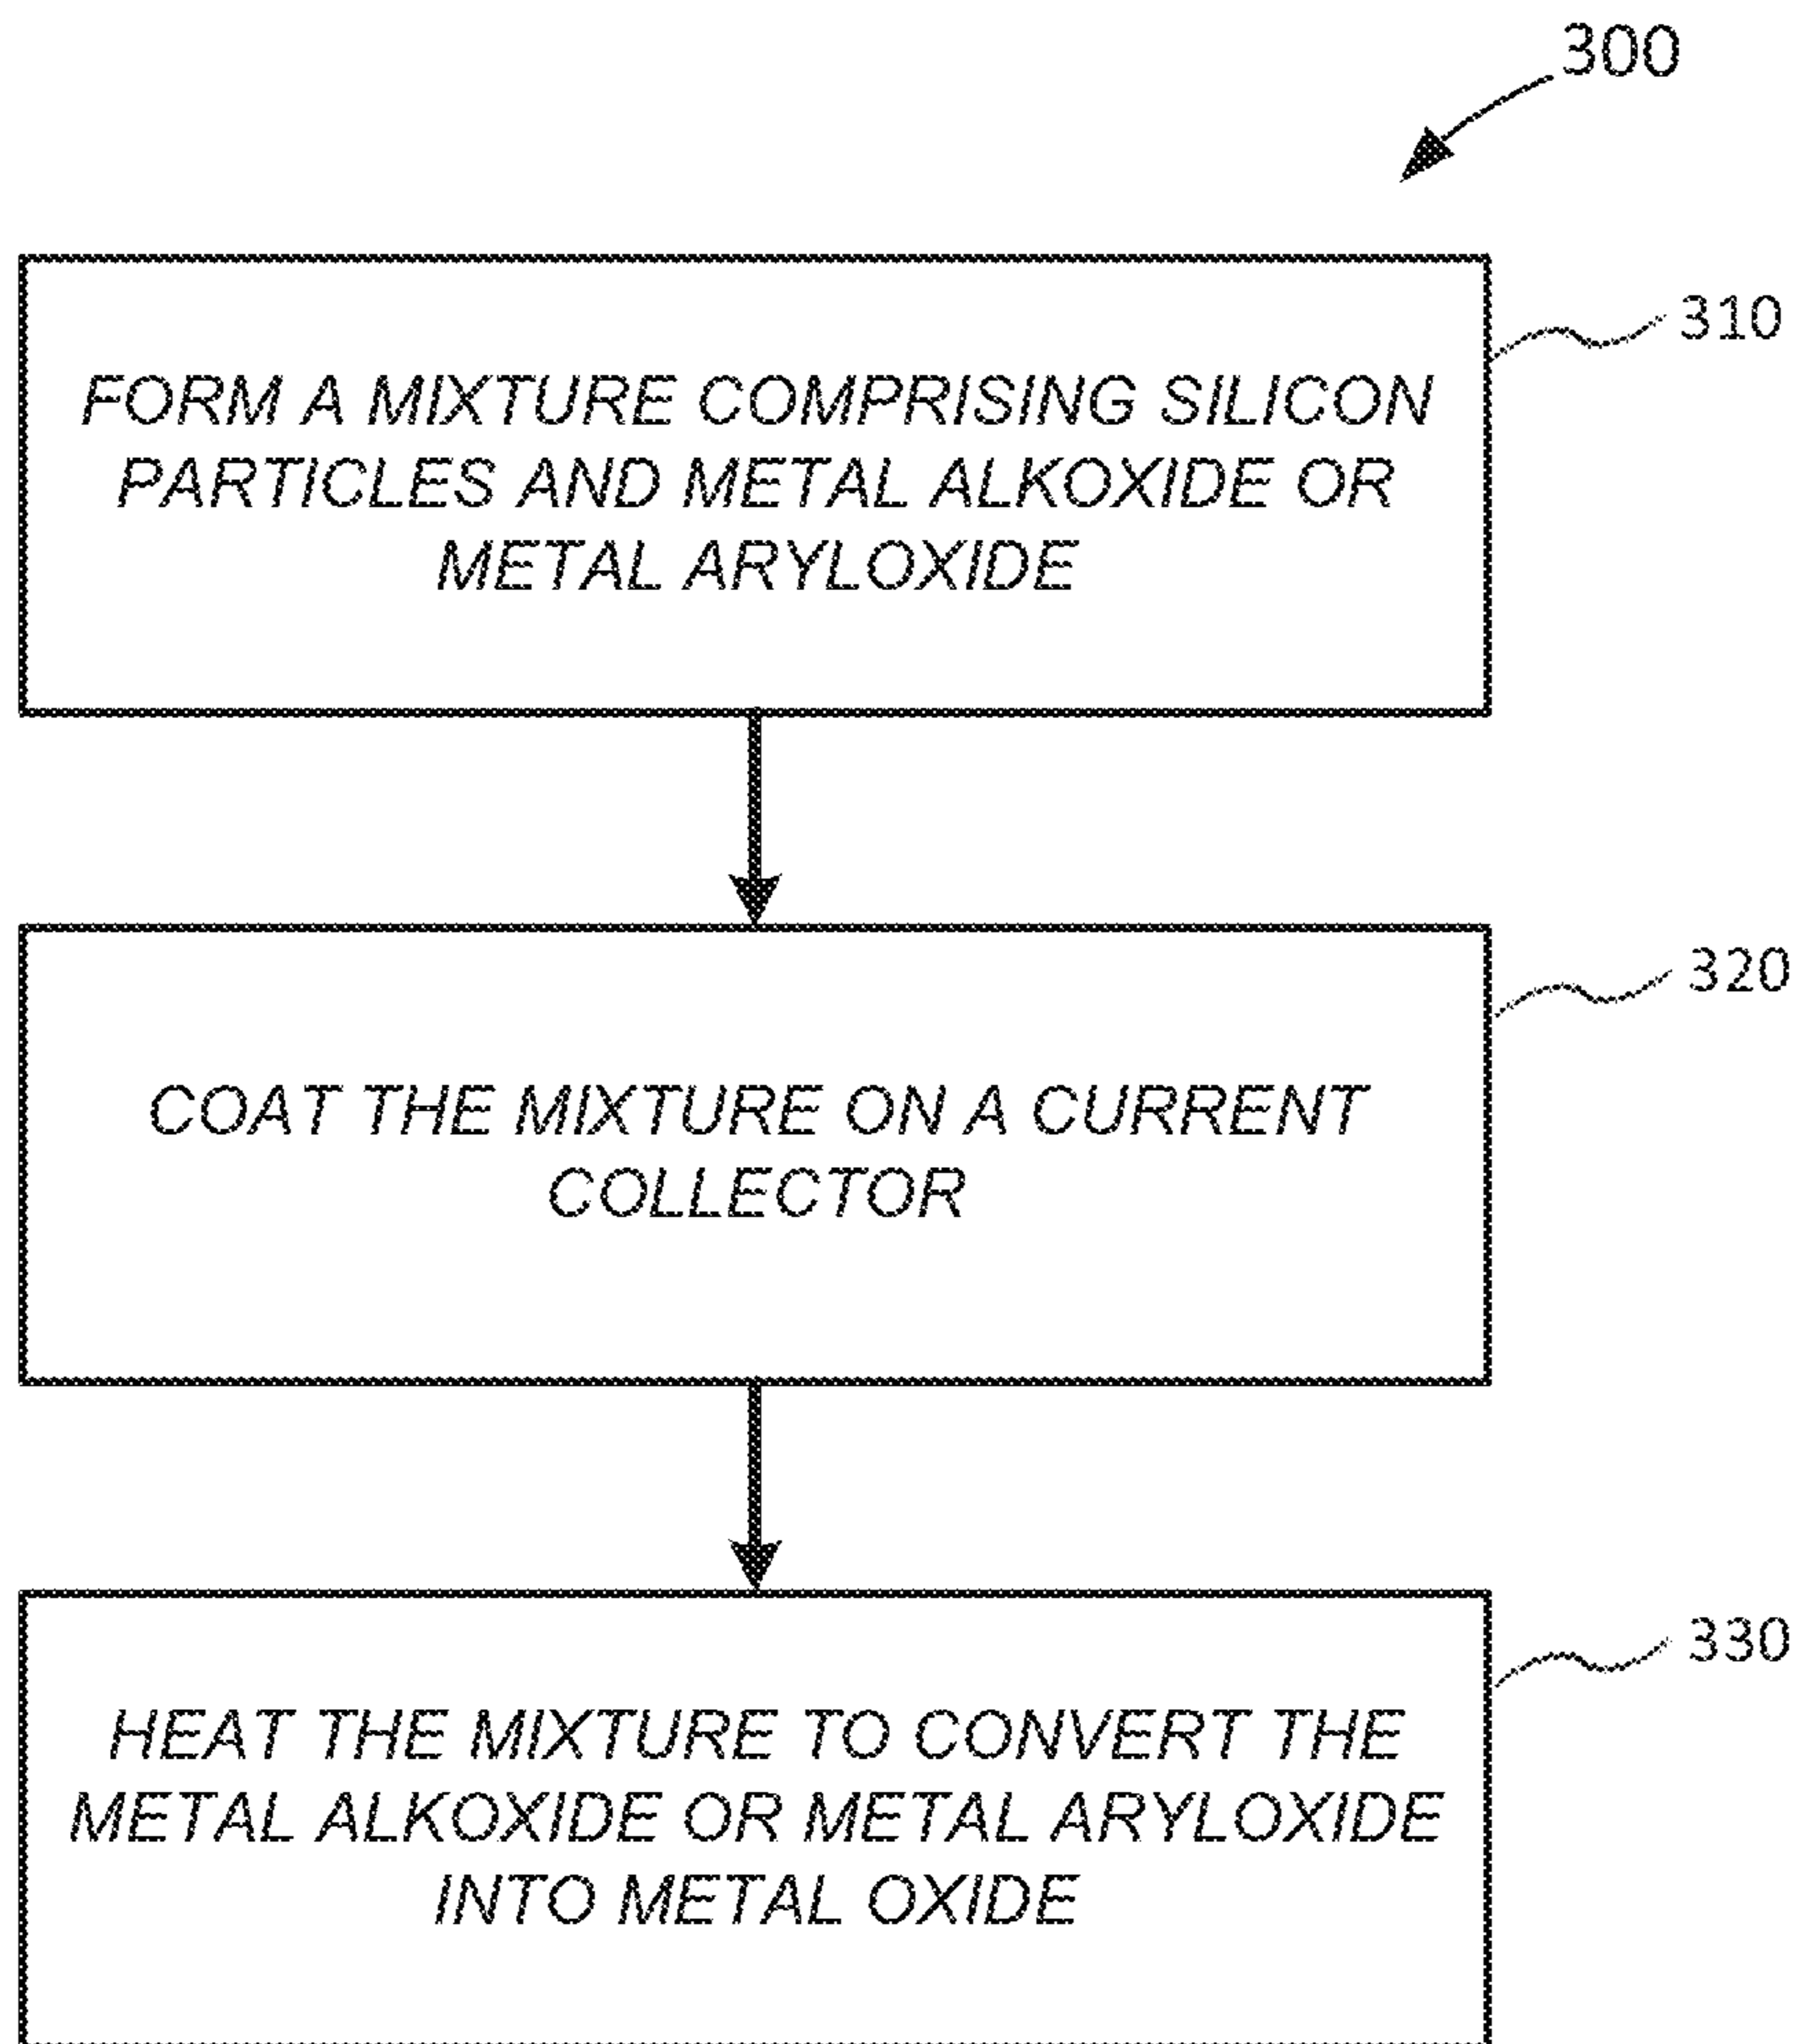 300
310
FORM A MIXTURE COMPRISING SILICON
PARTICLES AND METAL ALKOXIDE OR
METAL ARYLOXIDE
320
COAT THE MIXTURE ON A CURRENT
COLLECTOR
330
HEAT THE MIXTURE TO CONVERT THE
METAL ALKOXIDE OR METAL ARYLOXIDE
INTO METAL OXIDE